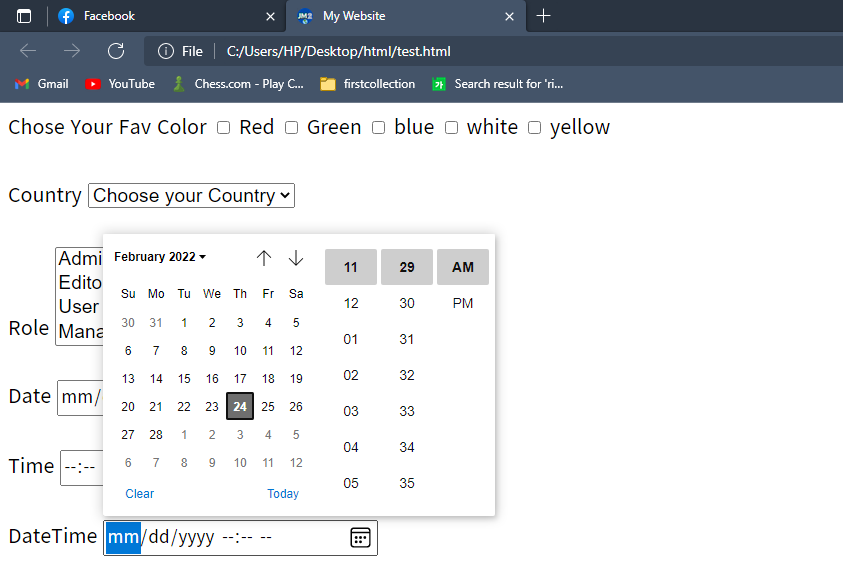 Facebook
My Website
File
C:/Users/HP/Desktop/html/test.html
Gmail YouTube Chess.com - Play C... firstcollection Search result for 'ri...
Chose Your Fav Color Red Green blue white yellow
Country Choose your Country
Role
Admi
Edito
User
Mana
Date mm/
Time --:--
February 2022
Su Mo Tu We Th Fr Sa
30 31 1 2 3 4 5
6 7 8 9 10 11 12
13 14 15 16 17 18 19
20 21 22 23 24 25 26
27 28 1 2 3 4 5
6 7 8 9 10 11 12
Clear Today
11 29 AM
12 30 PM
01 31
02 32
03 33
04 34
05 35
DateTime mm/dd/yyyy --:-- --